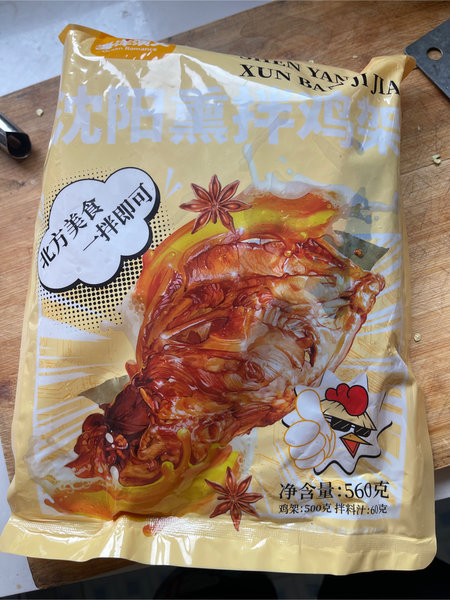 SHEN YANG JI JIA
XUN BA
沈阳熏拌鸡架
北方美食
一拌即可
净含量:560克
鸡架:500克 拌料汁:60克